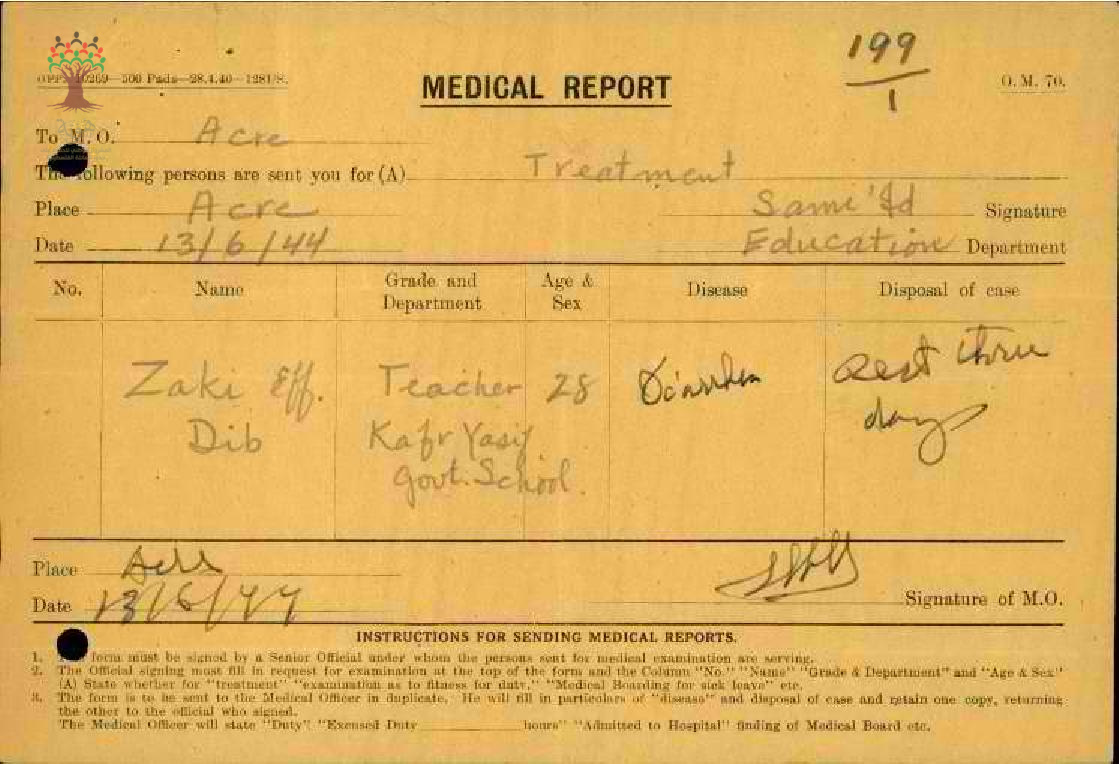 199
1
GPP. 10269—500 Pads—28.4.40—1281/S.
MEDICAL REPORT
O. M. 70.
To M. O. Acre
The following persons are sent you for (A) Treatment
Place Acre Sami 'Id Signature
Date 13/6/44 Education Department
No. Name Grade and Department Age & Sex Disease Disposal of case
Zaki Eff. Teacher 28 Diarrhea Rest three
Dib Kafr Yasif days
Govt. School.
Place Acre
Date 13/6/44 Signature of M.O.
INSTRUCTIONS FOR SENDING MEDICAL REPORTS.
1. form must be signed by a Senior Official under whom the persons sent for medical examination are serving.
2. The Official signing must fill in request for examination at the top of the form and the Column "No." "Name" "Grade & Department" and "Age & Sex"
(A) State whether for "treatment" "examination as to fitness for duty," "Medical Boarding for sick leave" etc.
3. The form is to be sent to the Medical Officer in duplicate. He will fill in particulars of "disease" and disposal of case and retain one copy, returning
the other to the official who signed.
The Medical Officer will state "Duty" "Excused Duty hours" "Admitted to Hospital" finding of Medical Board etc.